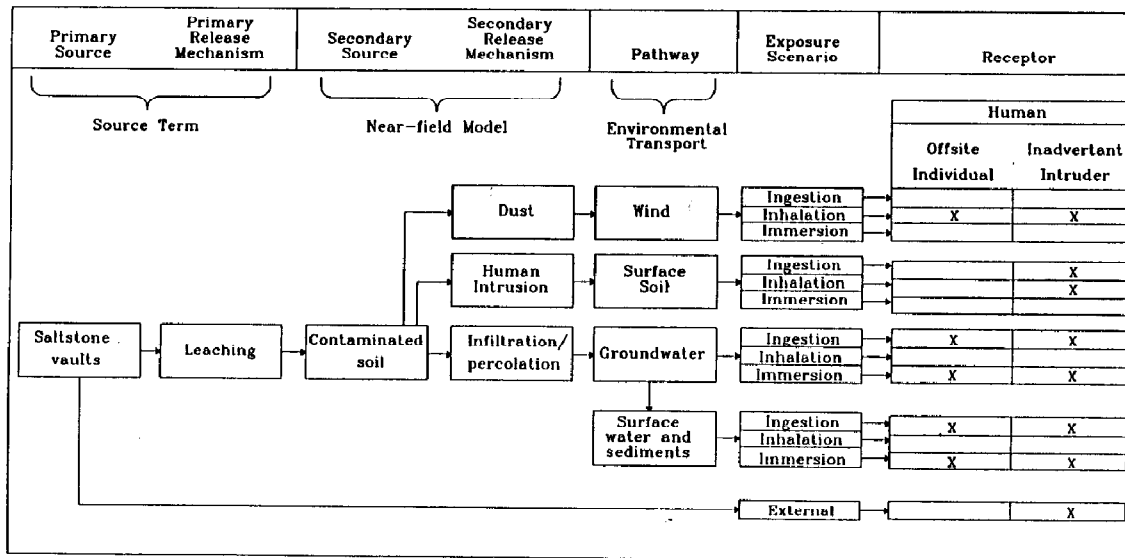 Primary Source
Primary Release Mechanism
Secondary Source
Secondary Release Mechanism
Pathway
Exposure Scenario
Receptor
Source Term
Near-field Model
Environmental Transport
Human
Offsite Individual
Inadvertant Intruder
Dust
Wind
Ingestion
Inhalation X X
Immersion
Human Intrusion
Surface Soil
Ingestion X
Inhalation X
Immersion
Saltstone vaults
Leaching
Contaminated soil
Infiltration/ percolation
Groundwater
Ingestion X X
Inhalation
Immersion X X
Surface water and sediments
Ingestion X X
Inhalation
Immersion X X
External X